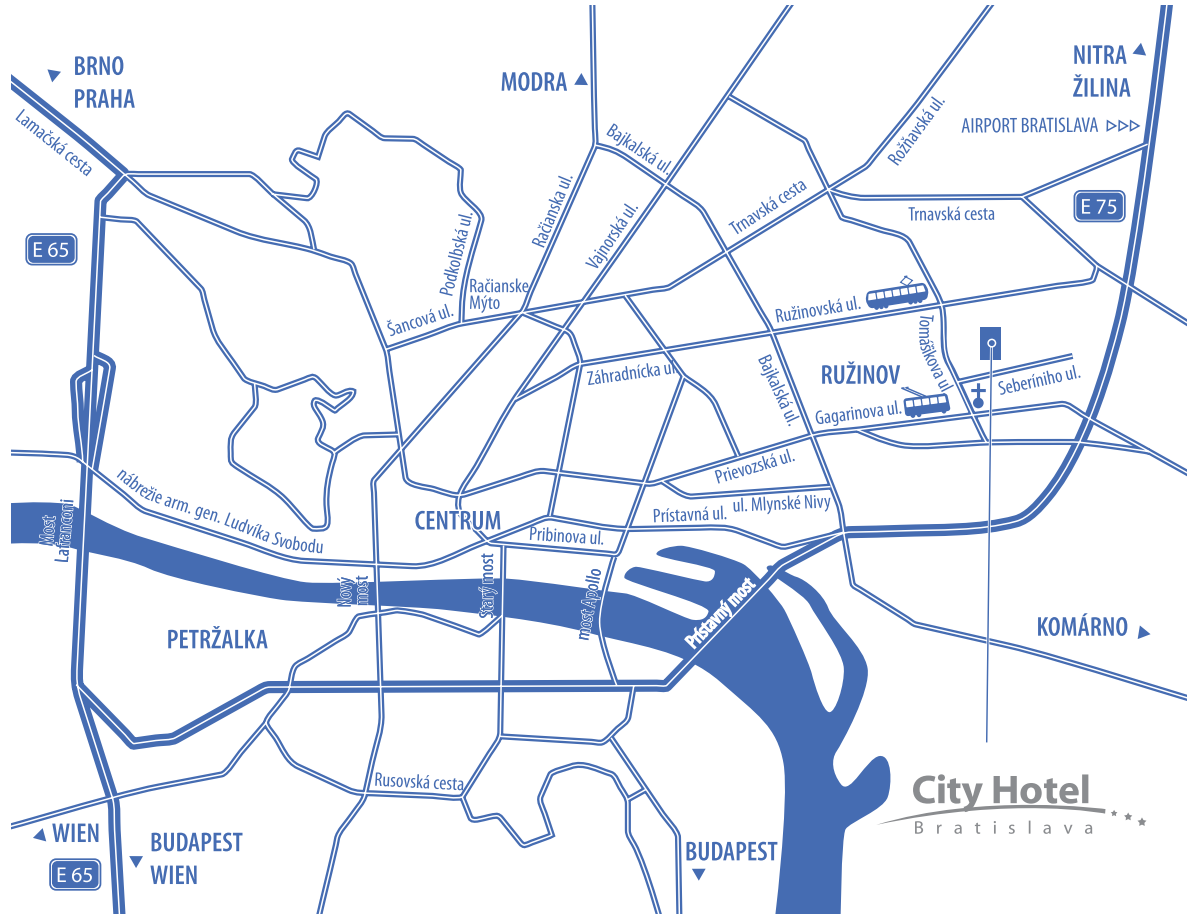 BRNO
PRAHA
Lamačská cesta
MODRA
NITRA
ŽILINA
AIRPORT BRATISLAVA
E 75
E 65
Bajkalská ul.
Rožňavská ul.
Trnavská cesta
Trnavská cesta
Račianska ul.
Vajnorská ul.
Podkolbská ul.
Račianske
Mýto
Šancová ul.
Ružinovská ul.
Tomášikova ul.
Záhradnícka ul.
Bajkalská ul.
RUŽINOV
Seberíniho ul.
Gagarinova ul.
Prievozská ul.
ul. Mlynské Nivy
Prístavná ul.
nábrežie arm. gen. Ludvíka Svobodu
CENTRUM
Pribinova ul.
Most
Lafranconi
Nový
most
Starý most
most Apollo
Prístavný most
PETRŽALKA
KOMÁRNO
Rusovská cesta
City Hotel
Bratislava
WIEN
E 65
BUDAPEST
WIEN
BUDAPEST